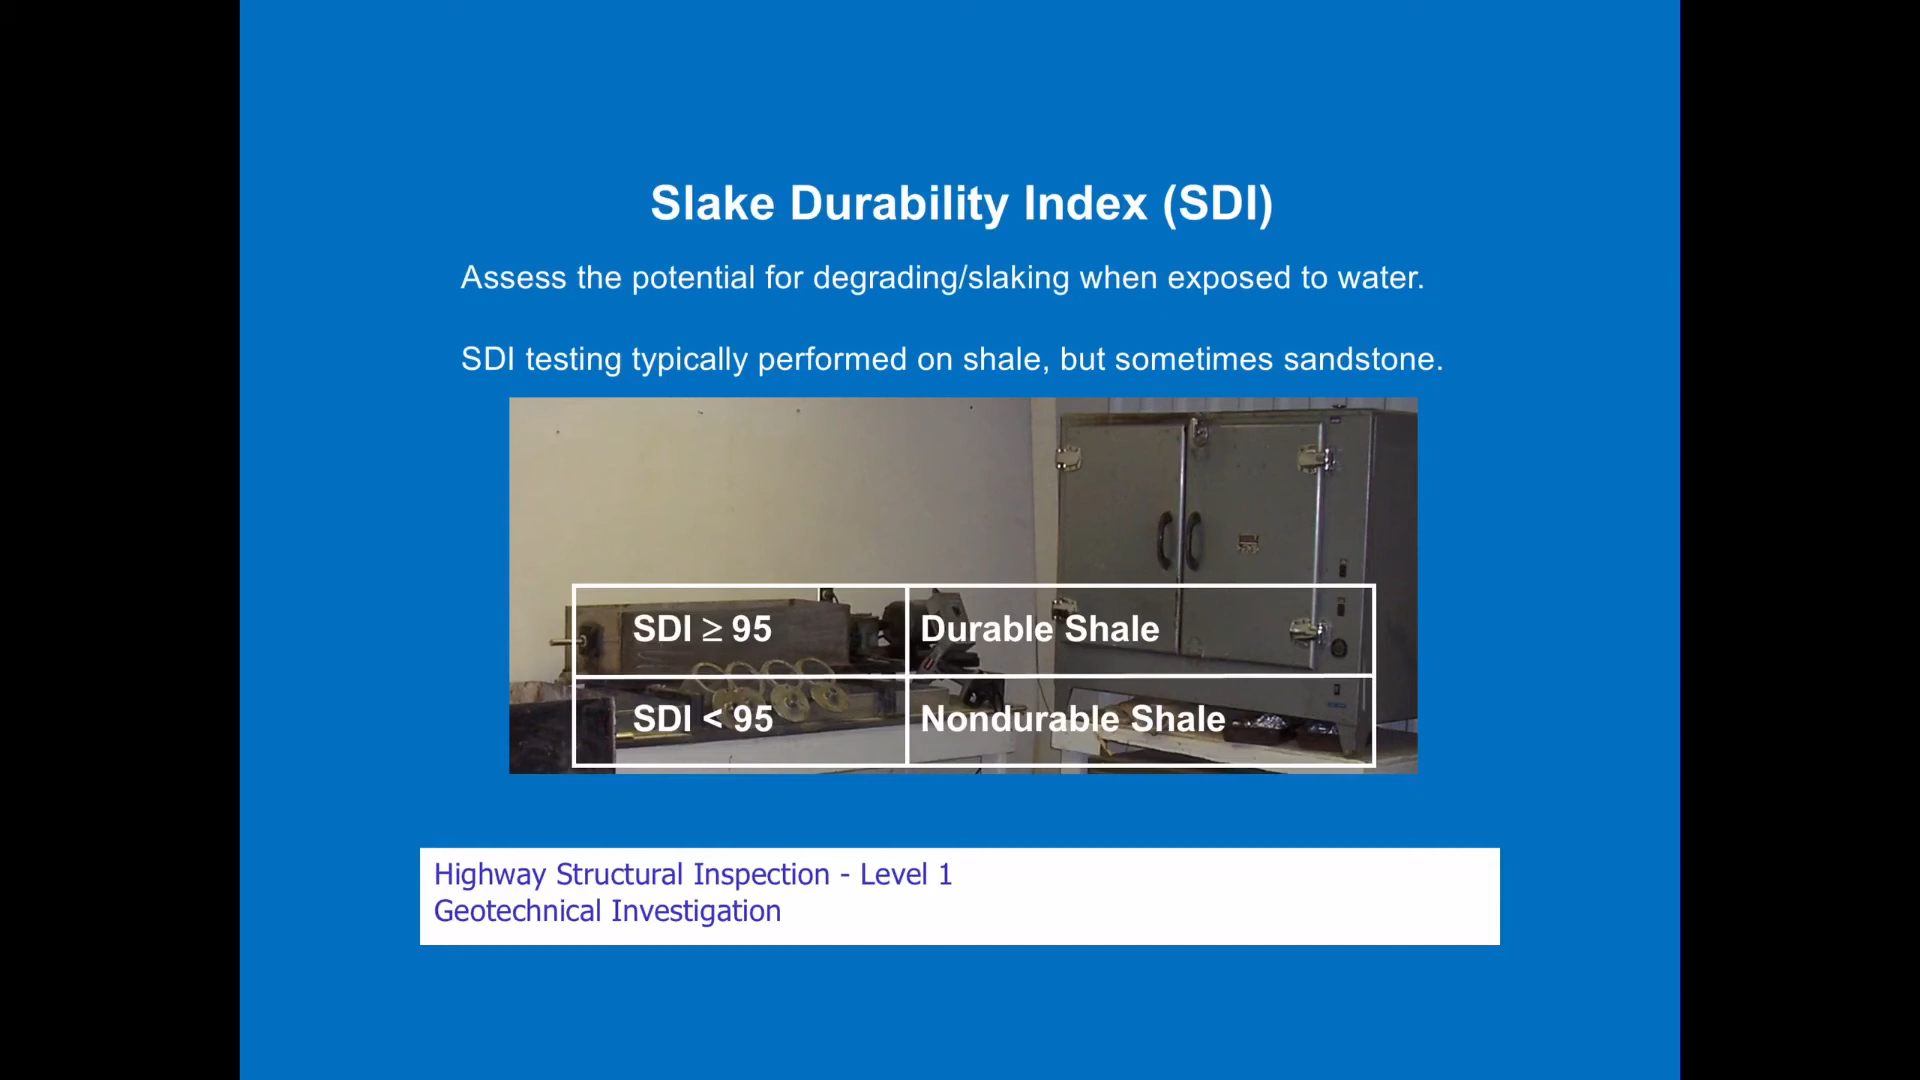 Slake Durability Index (SDI)
Assess the potential for degrading/slaking when exposed to water.
SDI testing typically performed on shale, but sometimes sandstone.
SDI ≥ 95 Durable Shale
SDI < 95 Nondurable Shale
Highway Structural Inspection - Level 1
Geotechnical Investigation